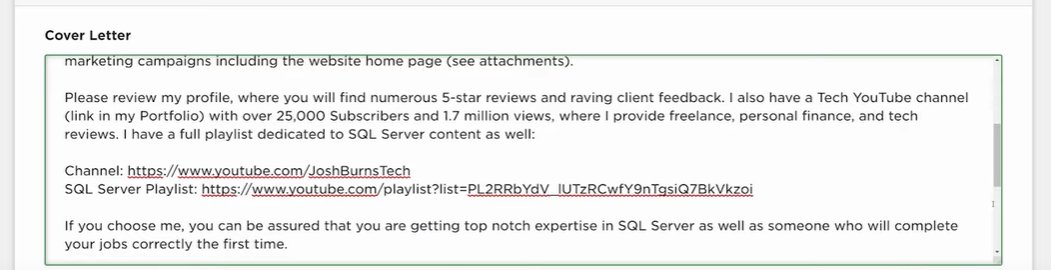 Cover Letter
marketing campaigns including the website home page (see attachments).
Please review my profile, where you will find numerous 5-star reviews and raving client feedback. I also have a Tech YouTube channel
(link in my Portfolio) with over 25,000 Subscribers and 1.7 million views, where I provide freelance, personal finance, and tech
reviews. I have a full playlist dedicated to SQL Server content as well:
Channel: https://www.youtube.com/JoshBurnsTech
SQL Server Playlist: https://www.youtube.com/playlist?list=PL2RRbYdV_lUTzRCwfY9nTqsiQ7BkVkzoi
If you choose me, you can be assured that you are getting top notch expertise in SQL Server as well as someone who will complete
your jobs correctly the first time.